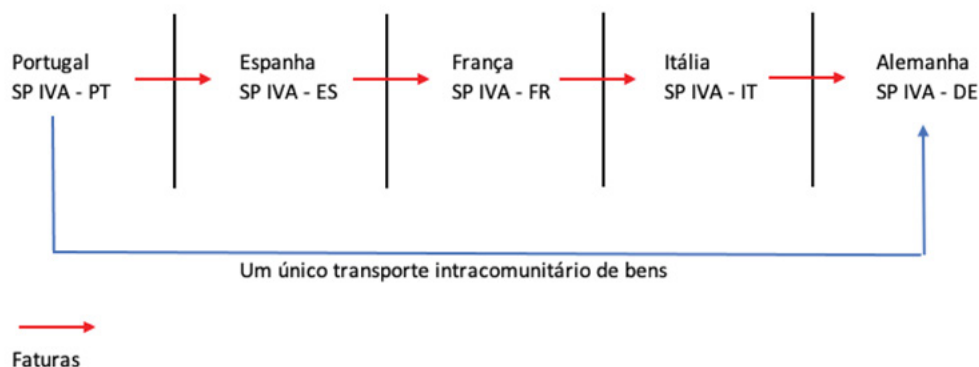 Portugal
SP IVA - PT
Espanha
SP IVA - ES
França
SP IVA - FR
Itália
SP IVA - IT
Alemanha
SP IVA - DE
Um único transporte intracomunitário de bens
Faturas